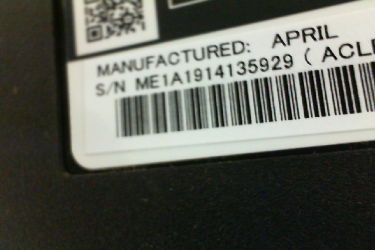 MANUFACTURED: APRIL
S/N ME1A1914135929 ( ACL